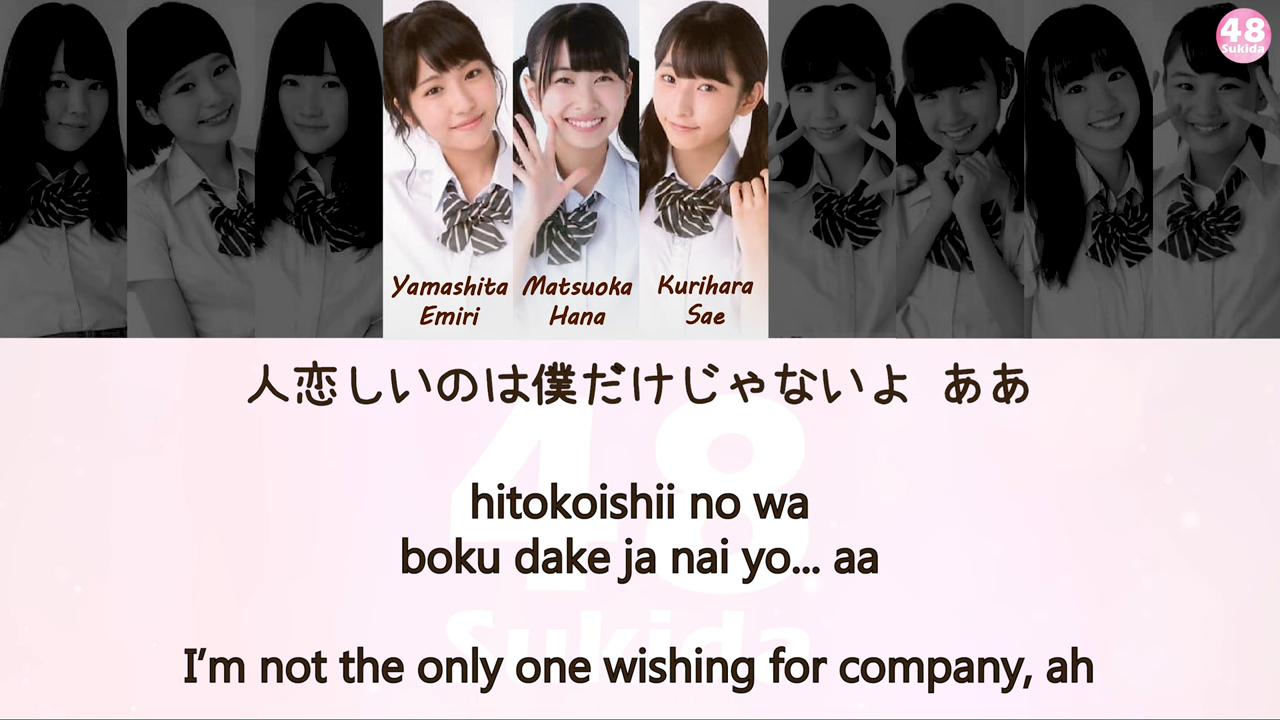 48
Sukida
Yamashita
Emiri
Matsuoka
Hana
Kurihara
Sae
人恋しいのは僕だけじゃないよ ああ
48
hitokoishii no wa
boku dake ja nai yo... aa
Sukida
I’m not the only one wishing for company, ah